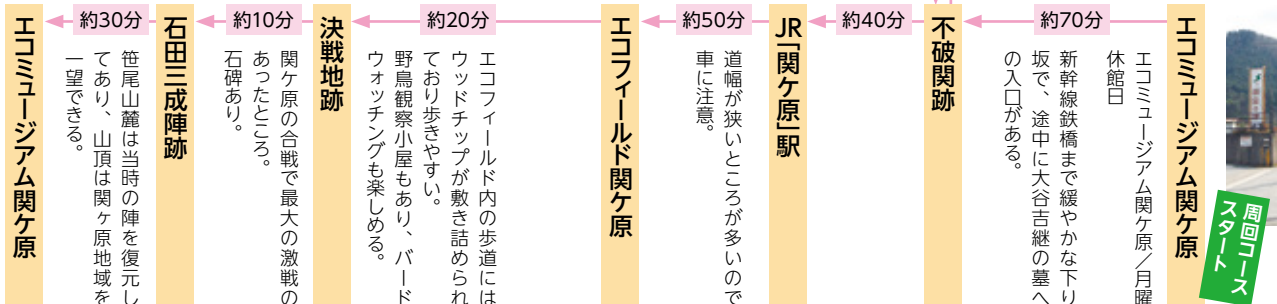 周回コース
スタート
エコミュージアム関ケ原
エコミュージアム関ケ原／月曜
休館日
新幹線鉄橋まで緩やかな下り
坂で、途中に大谷吉継の墓へ
の入口がある。
約70分
不破関跡
約40分
JR「関ケ原」駅
道幅が狭いところが多いので
車に注意。
約50分
エコフィールド関ケ原
エコフィールド内の歩道には
ウッドチップが敷き詰められ
ており歩きやすい。
野鳥観察小屋もあり、バード
ウォッチングも楽しめる。
約20分
決戦地跡
関ケ原の合戦で最大の激戦の
あったところ。
石碑あり。
約10分
石田三成陣跡
笹尾山麓は当時の陣を復元し
てあり、山頂は関ヶ原地域を
一望できる。
約30分
エコミュージアム関ケ原